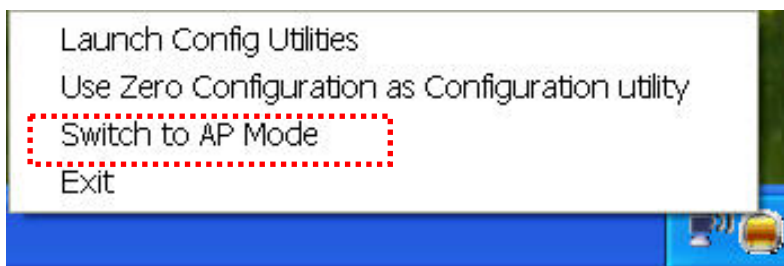 Launch Config Utilities
Use Zero Configuration as Configuration utility
Switch to AP Mode
Exit